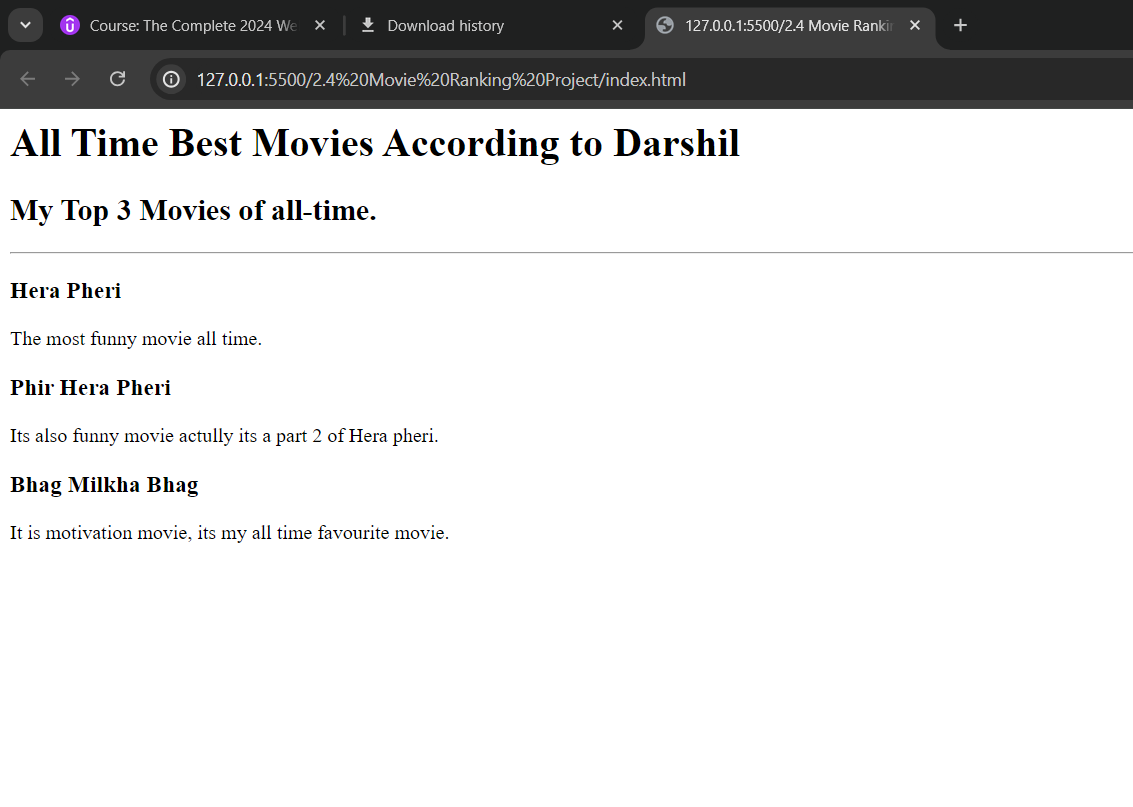 Course: The Complete 2024 We
Download history
127.0.0.1:5500/2.4 Movie Rankin
127.0.0.1:5500/2.4%20Movie%20Ranking%20Project/index.html
All Time Best Movies According to Darshil
My Top 3 Movies of all-time.
Hera Pheri
The most funny movie all time.
Phir Hera Pheri
Its also funny movie actully its a part 2 of Hera pheri.
Bhag Milkha Bhag
It is motivation movie, its my all time favourite movie.